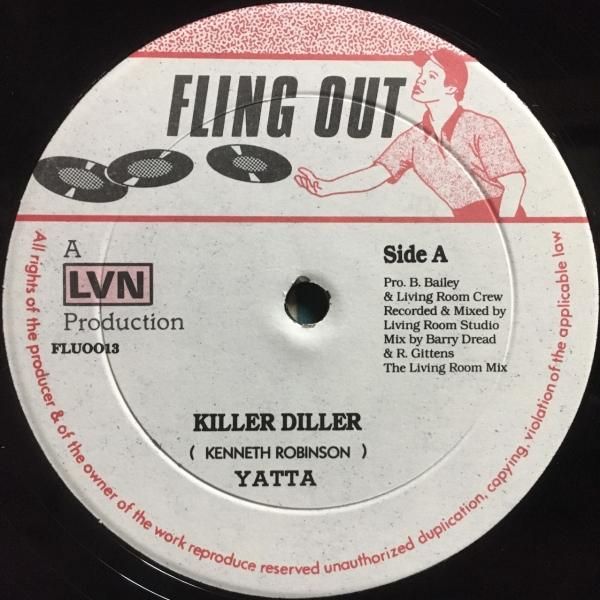 FLING OUT
A
LVN
Production
FLU0013
Side A
Pro. B. Bailey
& Living Room Crew
Recorded & Mixed by
Living Room Studio
Mix by Barry Dread
& R. Gittens
The Living Room Mix
KILLER DILLER
( KENNETH ROBINSON )
YATTA
All rights of the producer & of the owner of the work reproduce reserved unauthorized duplication, copying, violation of the applicable law